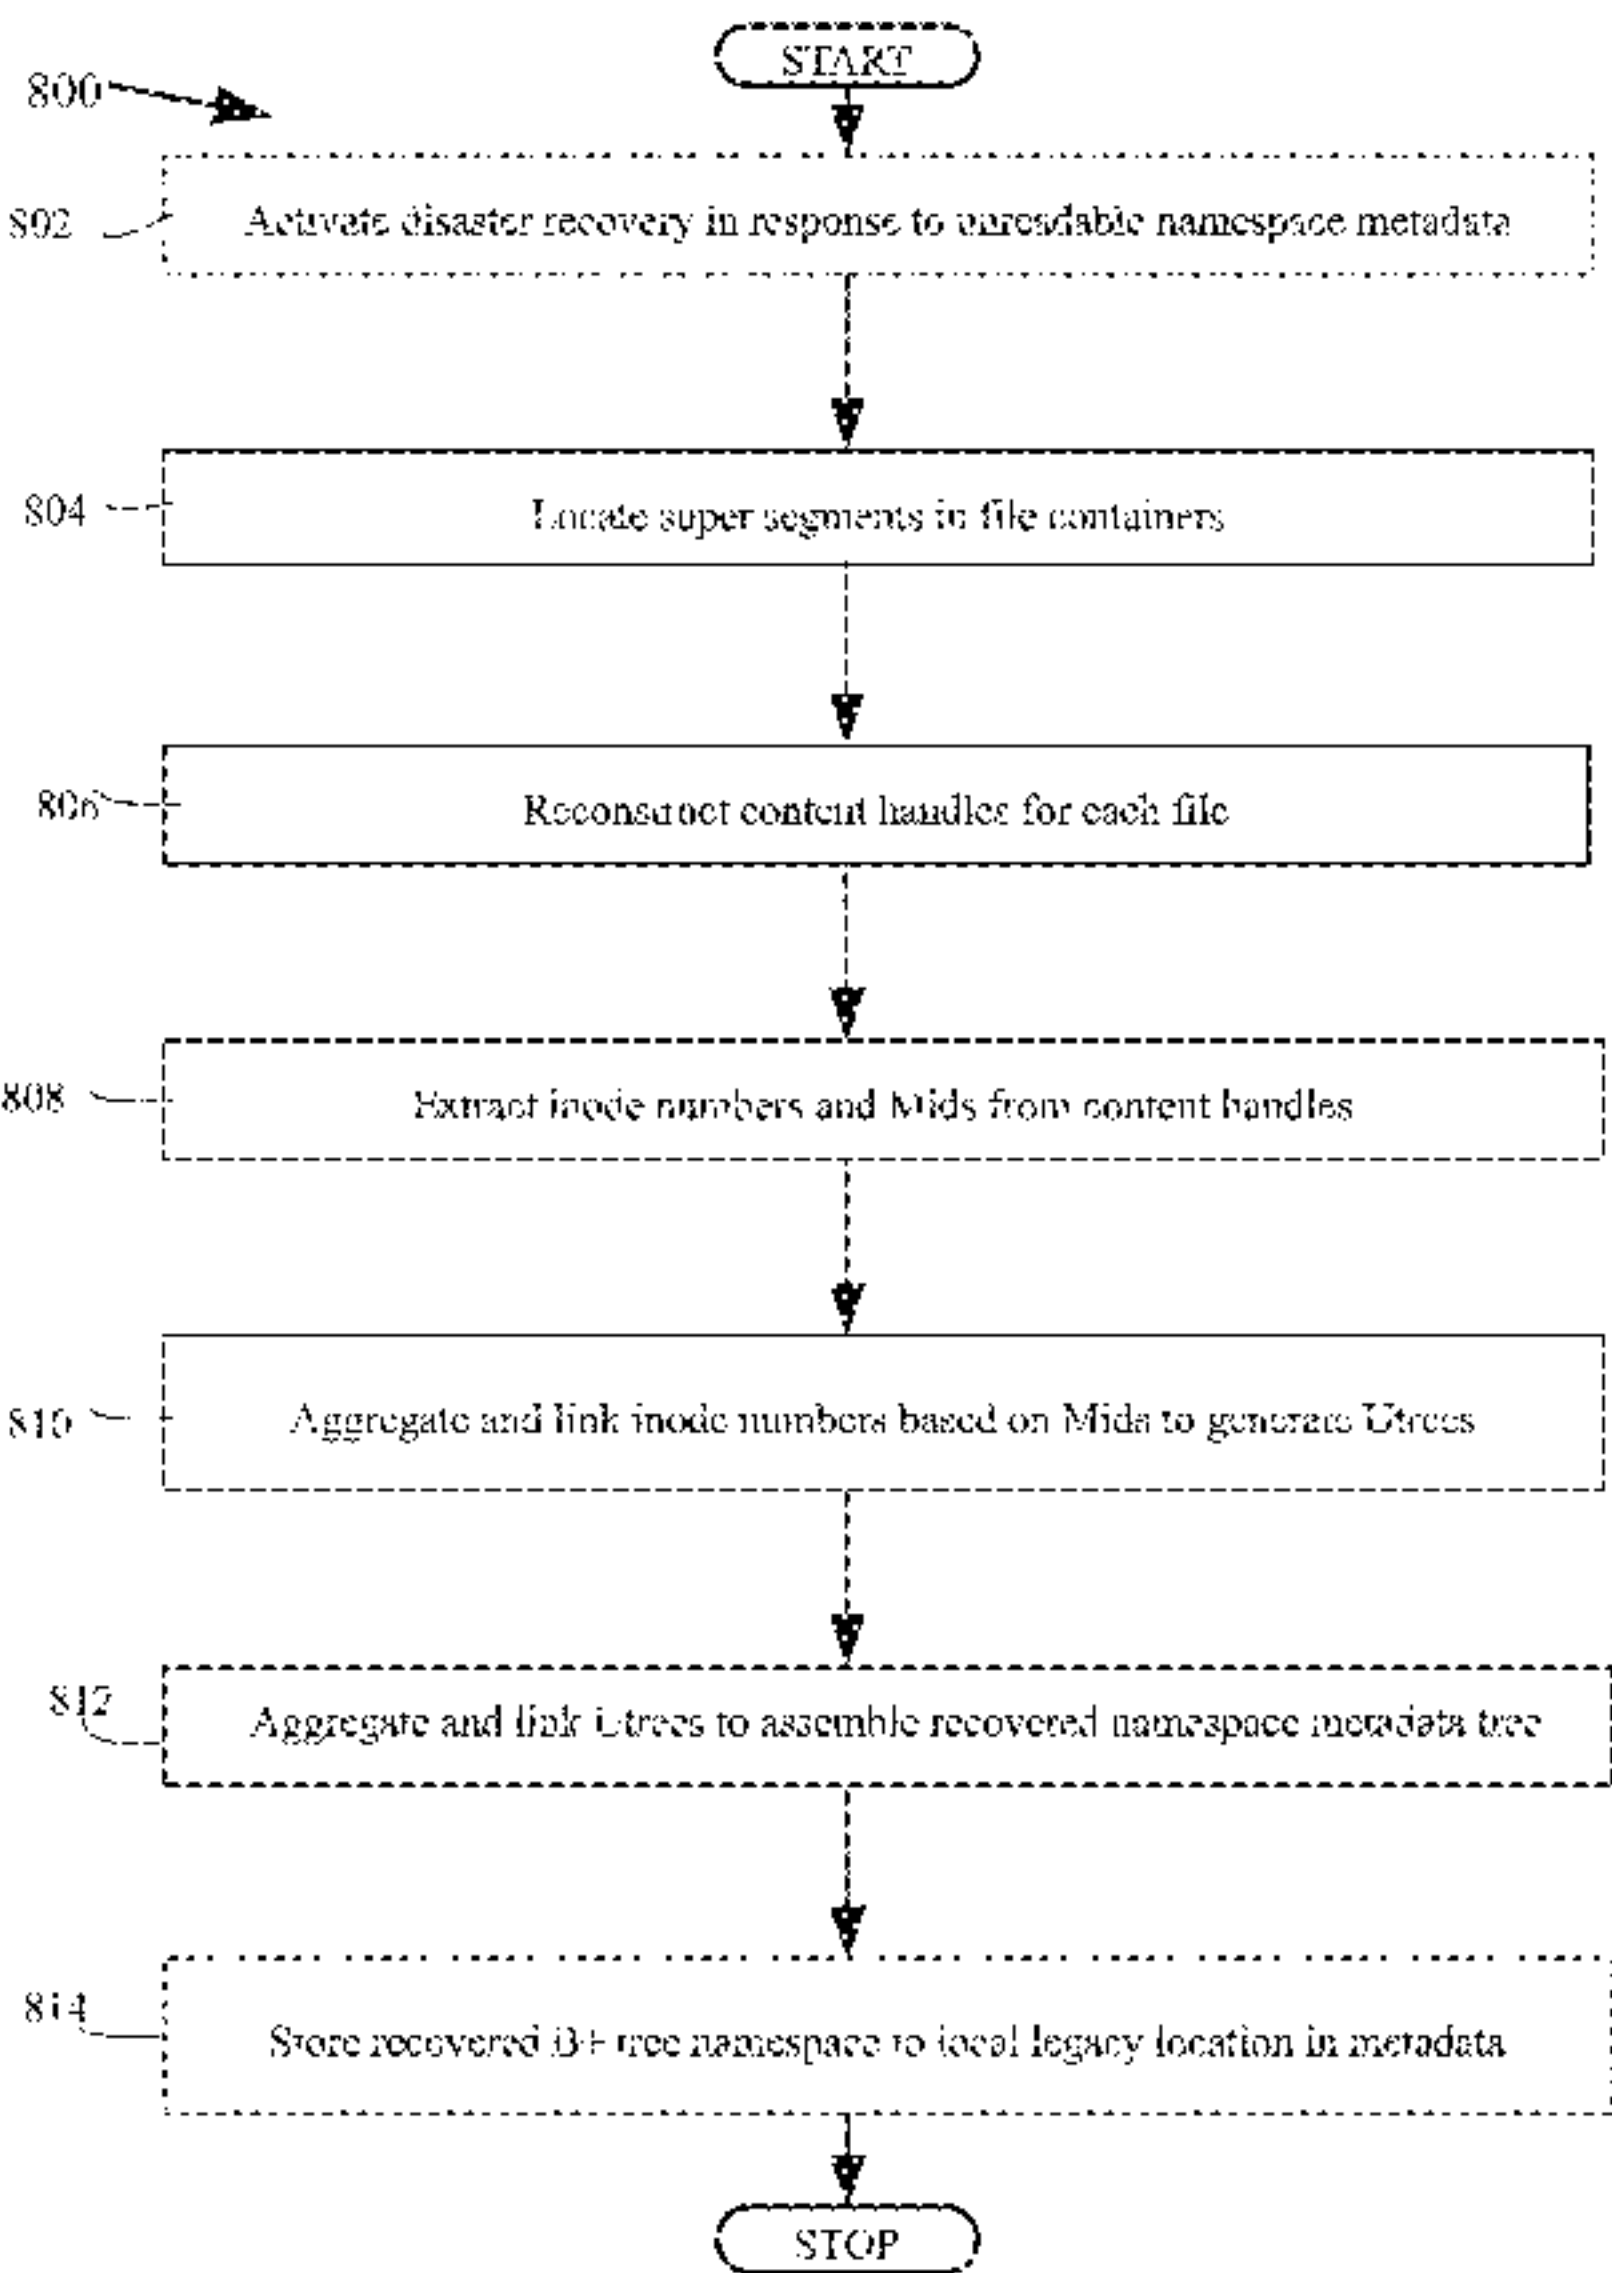 START
800
802
Activate disaster recovery in response to unreadable namespace metadata
804
Locate super segments in file containers
806
Reconstruct content handles for each file
808
Extract inode numbers and Mids from content handles
810
Aggregate and link inode numbers based on Mids to generate Utrees
812
Aggregate and link Utrees to assemble recovered namespace metadata tree
814
Store recovered B+ tree namespace to local legacy location in metadata
STOP